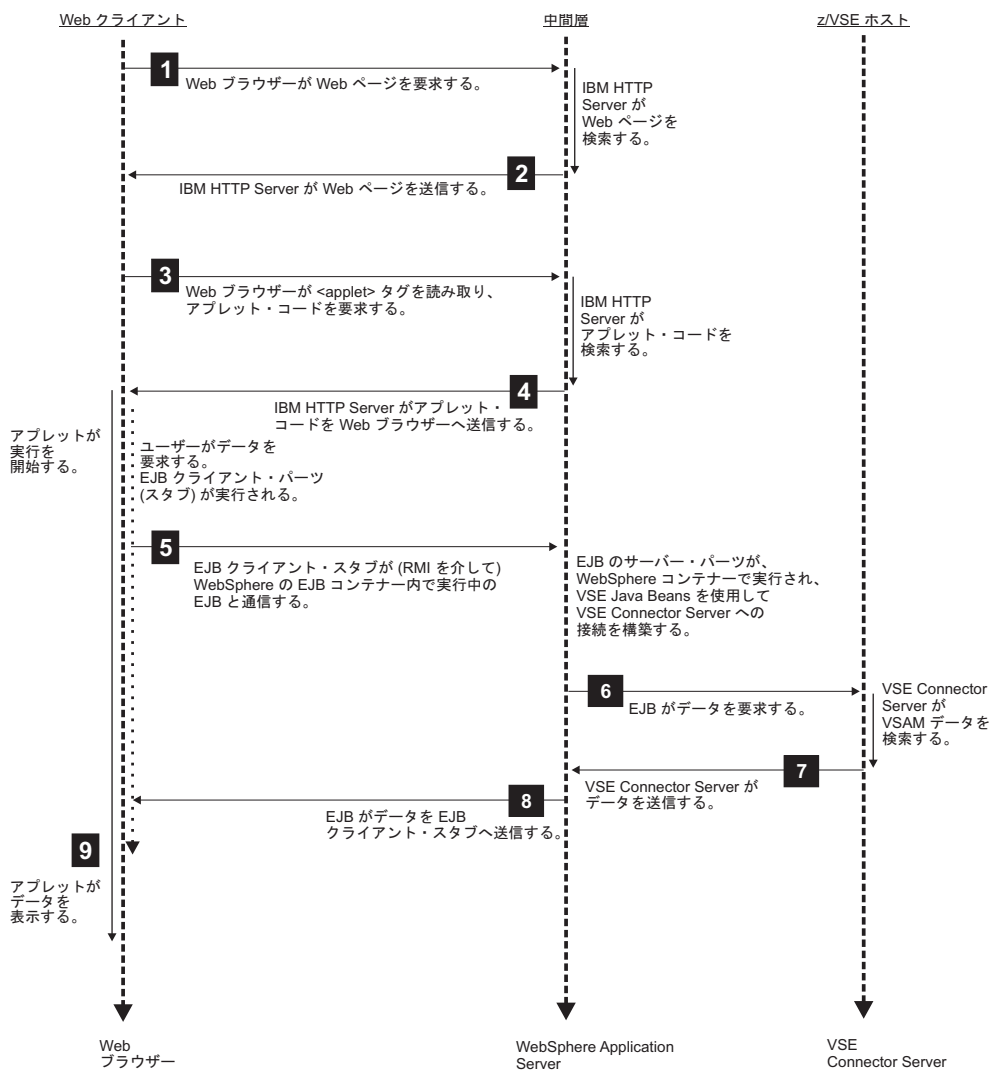 Web クライアント
中間層
z/VSE ホスト
1
Web ブラウザーが Web ページを要求する。
IBM HTTP
Server が
Web ページを
検索する。
2
IBM HTTP Server が Web ページを送信する。
3
Web ブラウザーが <applet> タグを読み取り、
アプレット・コードを要求する。
IBM HTTP
Server が
アプレット・コードを
検索する。
4
IBM HTTP Server がアプレット・
コードを Web ブラウザーへ送信する。
アプレットが
実行を
開始する。
ユーザーがデータを
要求する。
EJB クライアント・パーツ
(スタブ) が実行される。
5
EJB クライアント・スタブが (RMI を介して)
WebSphere の EJB コンテナー内で実行中の
EJB と通信する。
EJB のサーバー・パーツが、
WebSphere コンテナーで実行され、
VSE Java Beans を使用して
VSE Connector Server への
接続を構築する。
6
EJB がデータを要求する。
VSE Connector
Server が
VSAM データを
検索する。
7
VSE Connector Server が
データを送信する。
8
EJB がデータを EJB
クライアント・スタブへ送信する。
9
アプレットが
データを
表示する。
Web
ブラウザー
WebSphere Application
Server
VSE
Connector Server